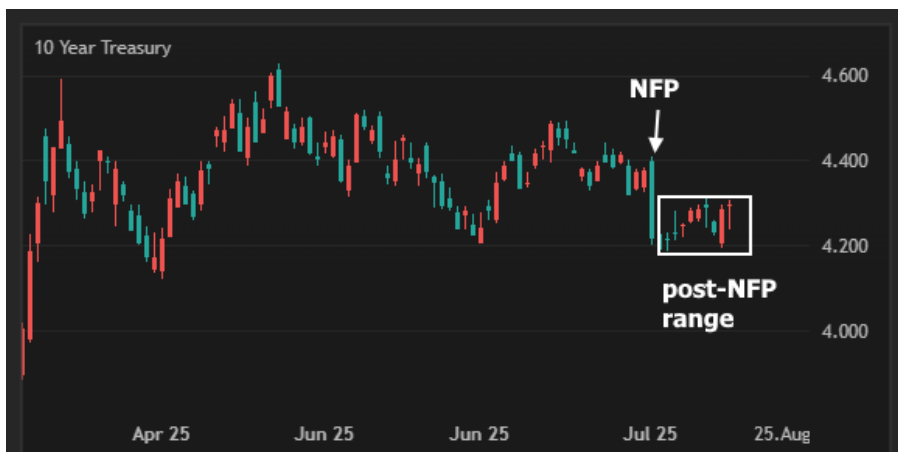 10 Year Treasury
4.600
NFP
4.400
4.200
post-NFP
range
4.000
Apr 25
Jun 25
Jun 25
Jul 25
25.Aug